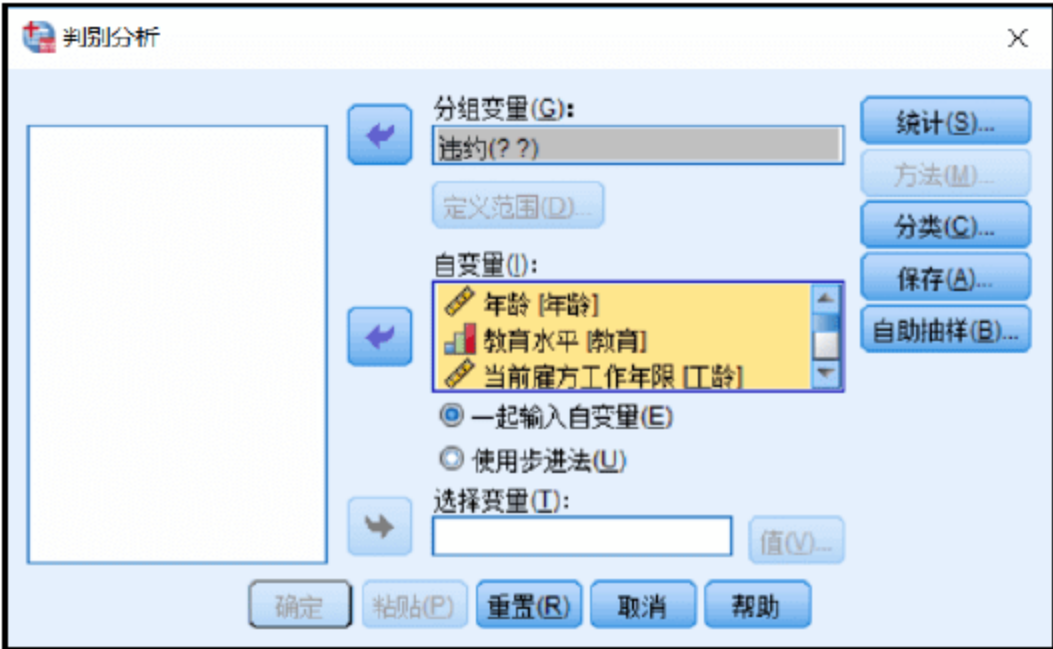 判别分析
分组变量(G):
违约(? ?)
定义范围(D)...
自变量(I):
年龄 [年龄]
教育水平 [教育]
当前雇方工作年限 [工龄]
一起输入自变量(E)
使用步进法(U)
选择变量(T):
值(V)...
统计(S)...
方法(M)...
分类(C)...
保存(A)...
自助抽样(B)...
确定
粘贴(P)
重置(R)
取消
帮助